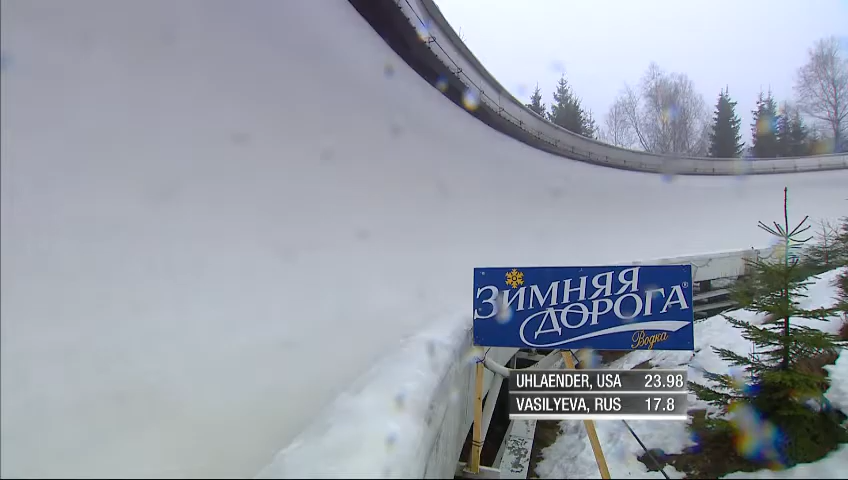 ЗИМНЯЯ
ДОРОГА®
Водка
UHLAENDER, USA 23.98
VASILYEVA, RUS 17.8